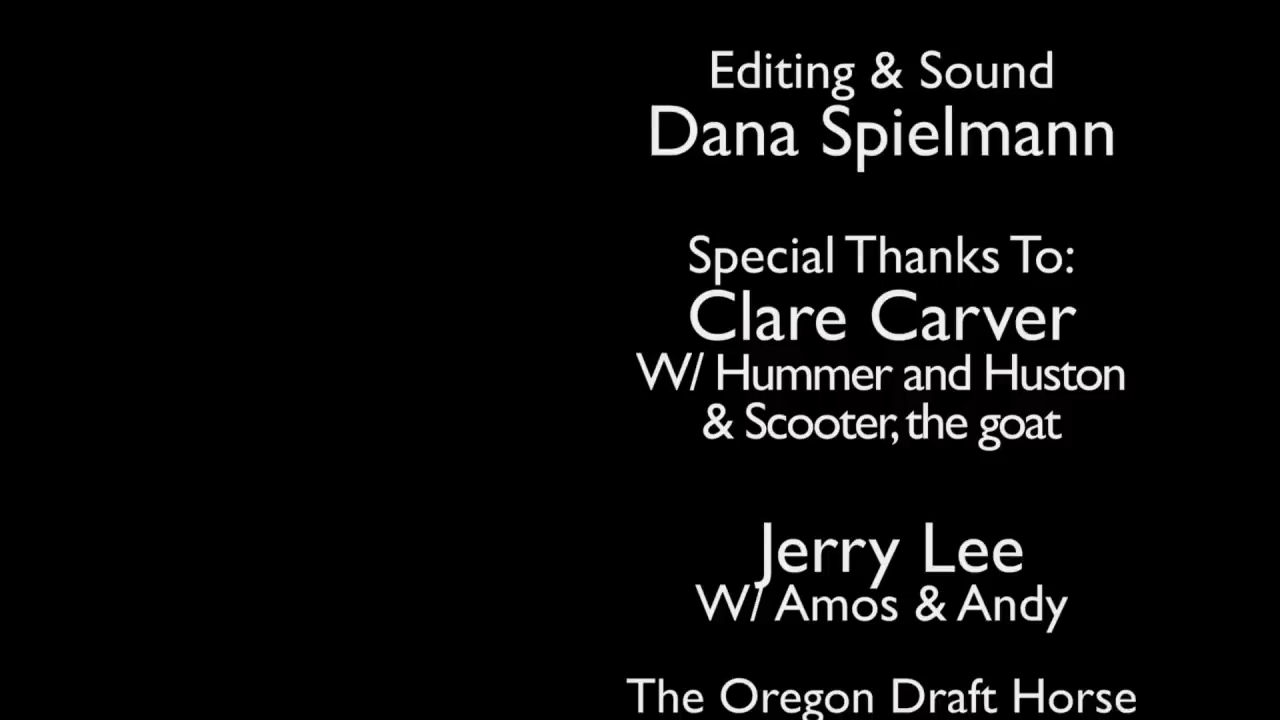 Editing & Sound
Dana Spielmann
Special Thanks To:
Clare Carver
W/ Hummer and Huston
& Scooter, the goat
Jerry Lee
W/ Amos & Andy
The Oregon Draft Horse